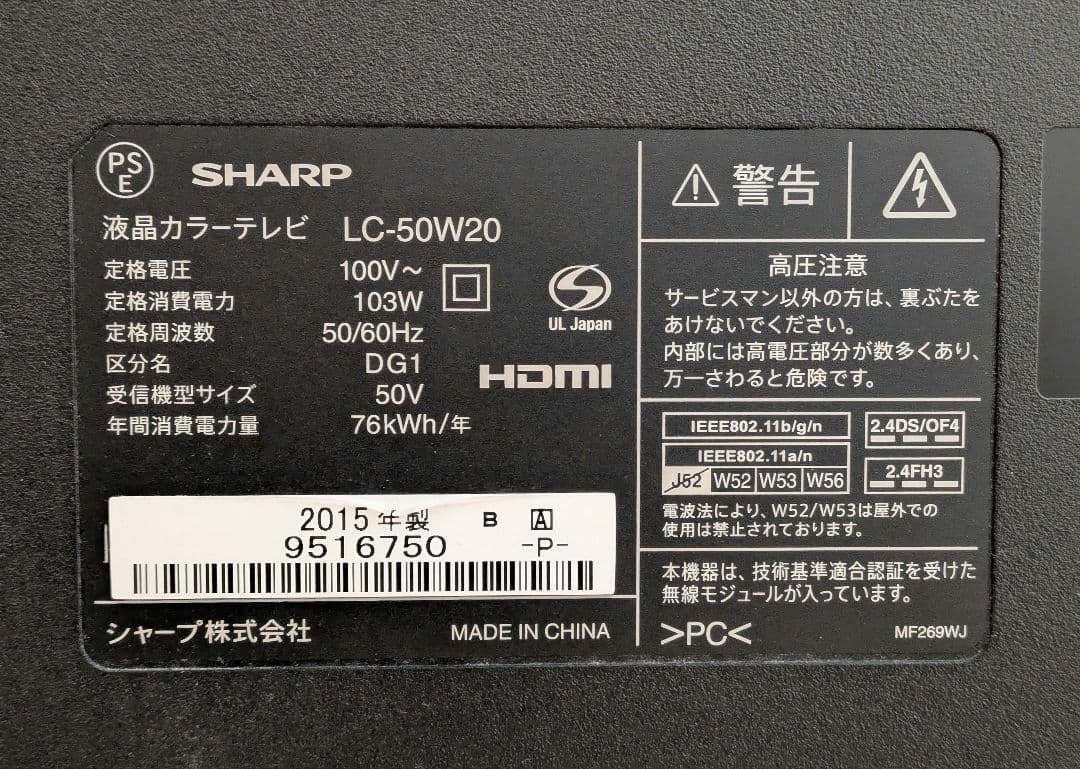 PS
E
SHARP
液晶カラーテレビ LC-50W20
定格電圧 100V～
定格消費電力 103W
定格周波数 50/60Hz
区分名 DG1
受信機型サイズ 50V
年間消費電力量 76kWh/年
UL Japan
HDMI
2015年製 B A
9516750 -P-
シャープ株式会社 MADE IN CHINA
警告
高圧注意
サービスマン以外の方は、裏ぶたを
あけないでください。
内部には高電圧部分が数多くあり、
万一さわると危険です。
IEEE802.11b/g/n
IEEE802.11a/n
J52 W52 W53 W56
2.4DS/OF4
2.4FH3
電波法により、W52/W53は屋外での
使用は禁止されております。
本機器は、技術基準適合認証を受けた
無線モジュールが入っています。
>PC< MF269WJ